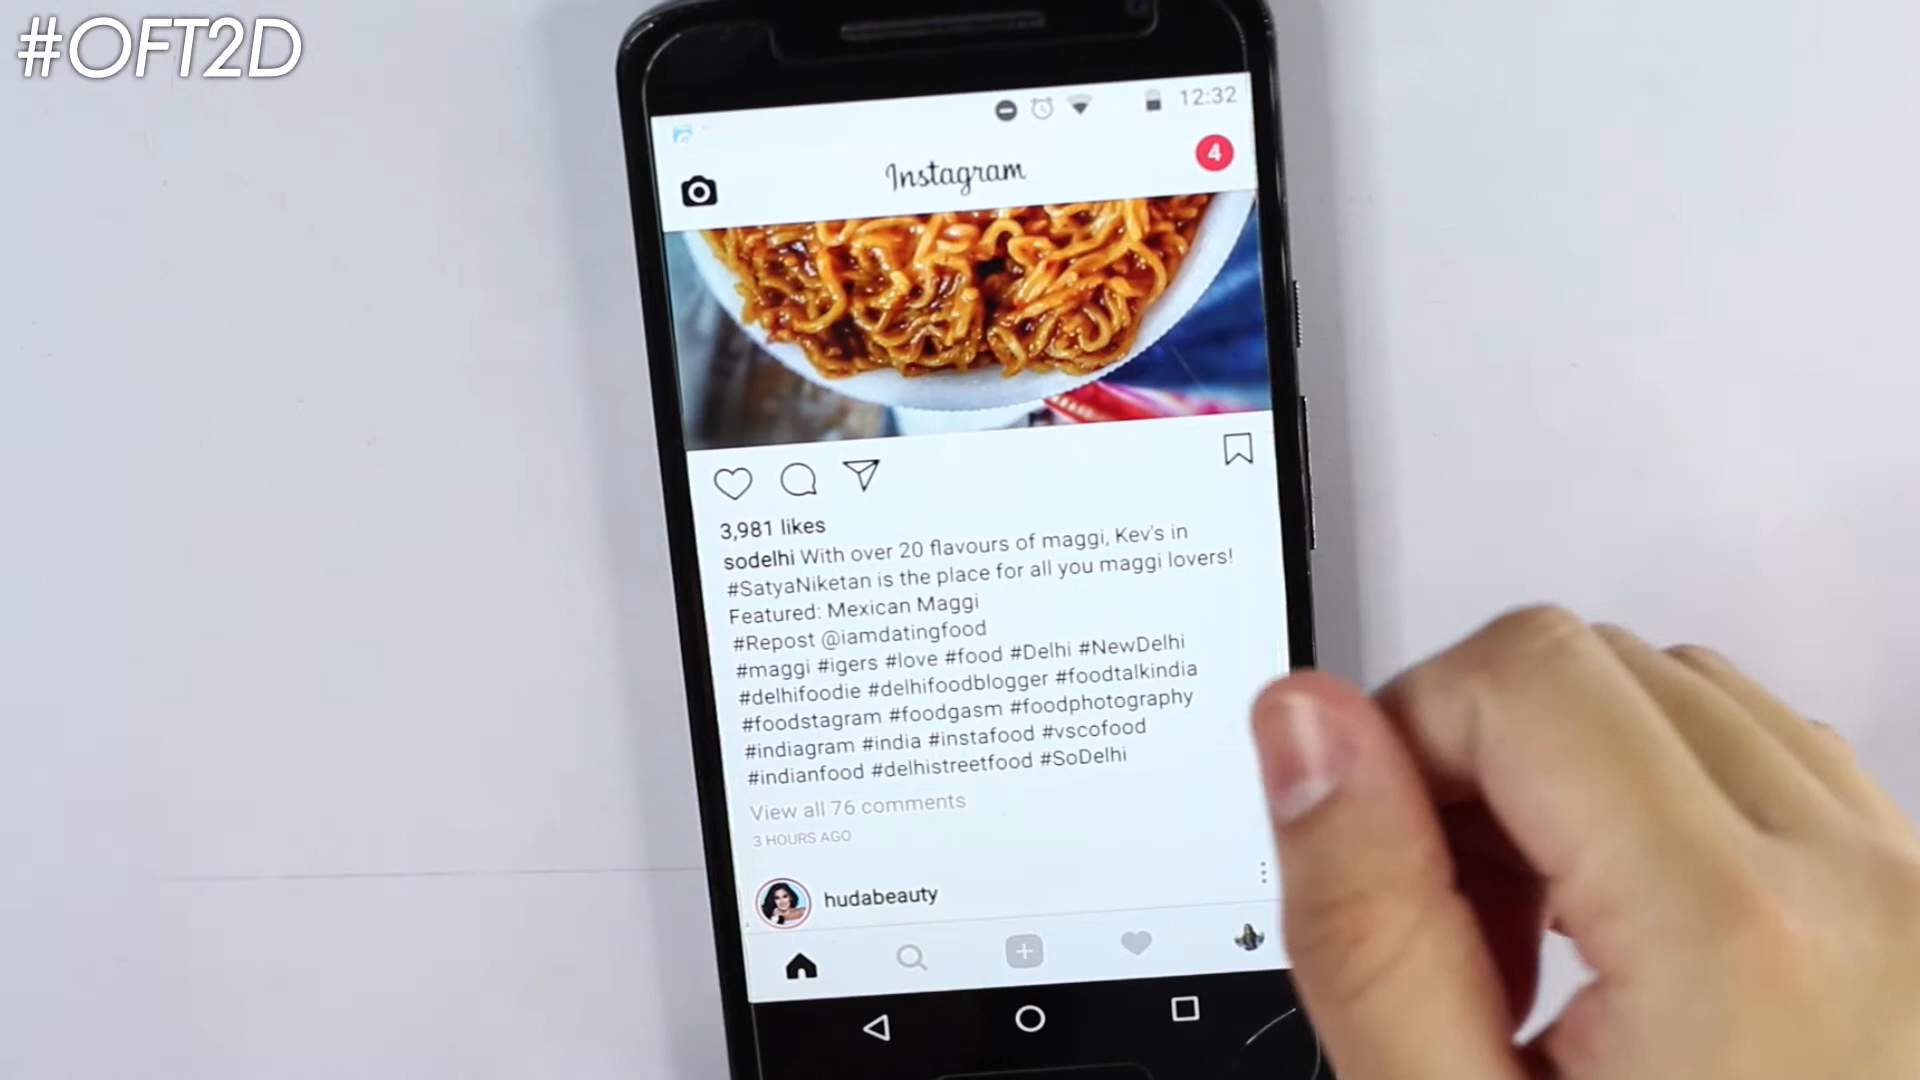 #OFT2D
12:32
Instagram
4
3,981 likes
sodelhi With over 20 flavours of maggi, Kev's in
#SatyaNiketan is the place for all you maggi lovers!
Featured: Mexican Maggi
#Repost @iamdatingfood
#maggi #igers #love #food #Delhi #NewDelhi
#delhifoodie #delhifoodblogger #foodtalkindia
#foodstagram #foodgasm #foodphotography
#indiagram #india #instafood #vscofood
#indianfood #delhistreetfood #SoDelhi
View all 76 comments
3 HOURS AGO
hudabeauty